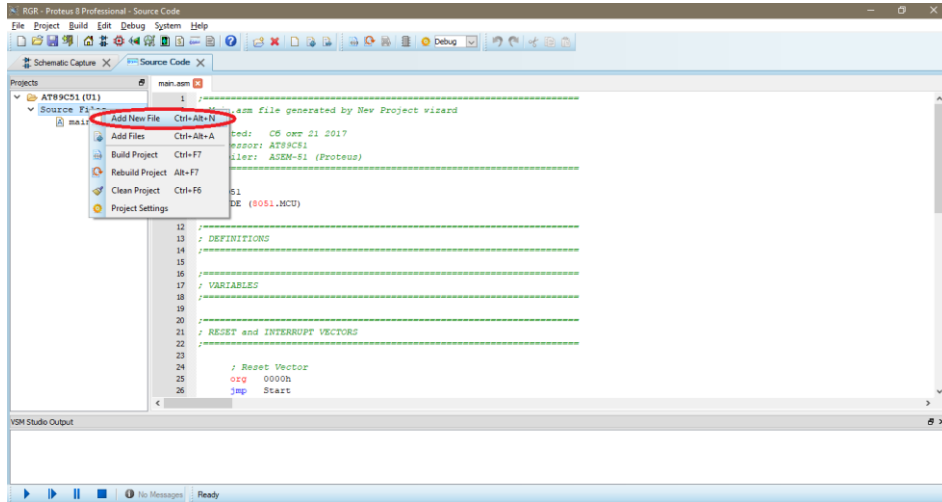 RGR - Proteus 8 Professional - Source Code
File Project Build Edit Debug System Help
Debug
Schematic Capture Source Code
Projects main.asm
AT89C51 (U1)
Source Files
main
Add New File Ctrl+Alt+N
Add Files Ctrl+Alt+A
Build Project Ctrl+F7
Rebuild Project Alt+F7
Clean Project Ctrl+F6
Project Settings
1 ;=====================================================================
Main.asm file generated by New Project wizard
ted: Сб окт 21 2017
essor: AT89C51
iler: ASEM-51 (Proteus)
=====================================================================
51
DE (8051.MCU)
12 ;=====================================================================
13 ; DEFINITIONS
14 ;=====================================================================
15
16 ;=====================================================================
17 ; VARIABLES
18 ;=====================================================================
19
20 ;=====================================================================
21 ; RESET and INTERRUPT VECTORS
22 ;=====================================================================
23
24 ; Reset Vector
25 org 0000h
26 jmp Start
VSM Studio Output
No Messages Ready